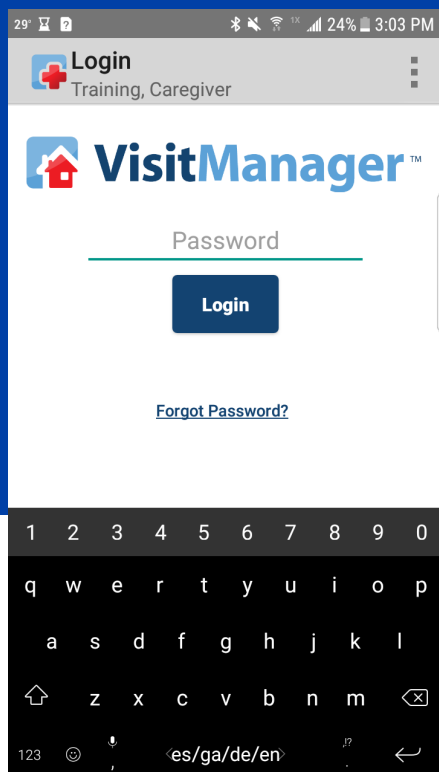 29° 1X 24% 3:03 PM
Login
Training, Caregiver
VisitManager™
Password
Login
Forgot Password?
1 2 3 4 5 6 7 8 9 0
q w e r t y u i o p
a s d f g h j k l
z x c v b n m
123 , es/ga/de/en ,!? .